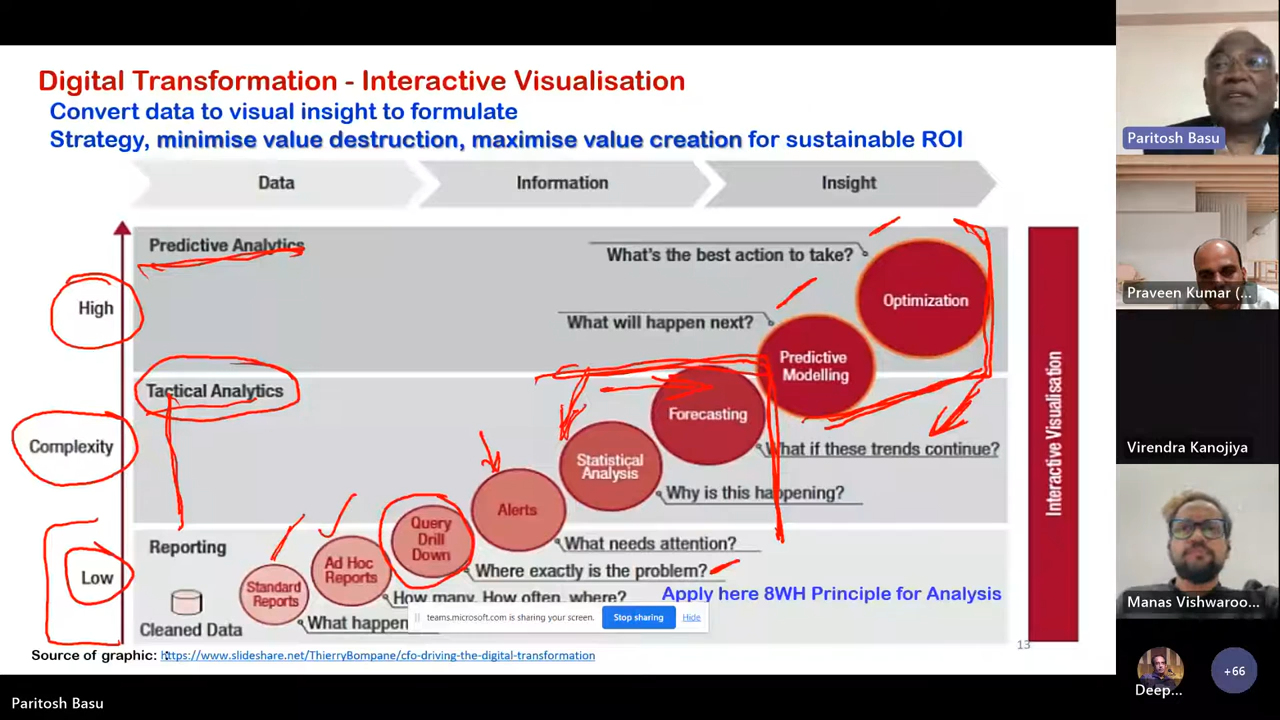 Digital Transformation - Interactive Visualisation
Convert data to visual insight to formulate
Strategy, minimise value destruction, maximise value creation for sustainable ROI
Data
Information
Insight
Predictive Analytics
What's the best action to take?
High
Optimization
What will happen next?
Predictive
Modelling
Tactical Analytics
Forecasting
Complexity
What if these trends continue?
Statistical
Analysis
Why is this happening?
Alerts
Query
Drill
Down
What needs attention?
Reporting
Where exactly is the problem?
Low
Ad Hoc
Reports
Standard
Reports
How many, How often, where?
Apply here 8WH Principle for Analysis
Cleaned Data
What happen
teams.microsoft.com is sharing your screen.
Stop sharing
Hide
Interactive Visualisation
13
Source of graphic: https://www.slideshare.net/ThierryBompane/cfo-driving-the-digital-transformation
Paritosh Basu
Paritosh Basu
Praveen Kumar (...
Virendra Kanojiya
Manas Vishwaroo...
Deep...
+66